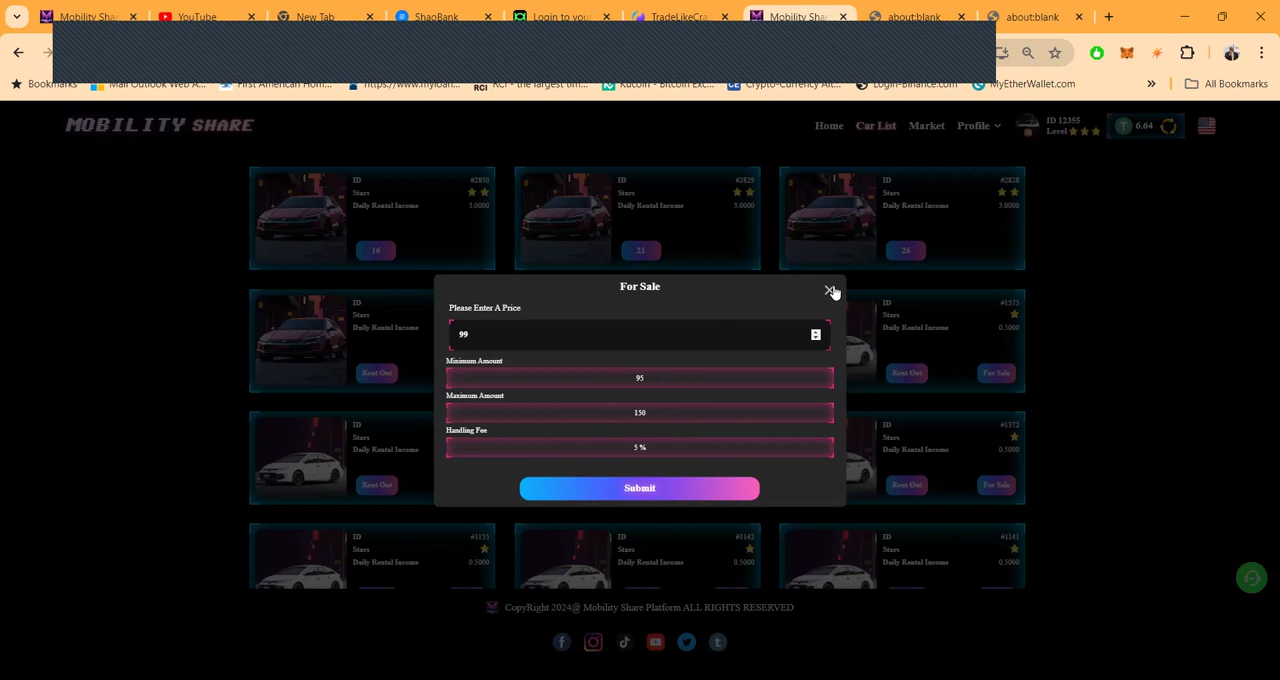 Mobility Shar
YouTube
New Tab
ShaoBank
Login to your
TradeLikeCra
Mobility Shar
about:blank
about:blank
Bookmarks
Mail Outlook Web A...
First American Hom...
https://www.myloan...
RCI - the largest tim...
Kucoin - Bitcoin Exc...
Crypto-Currency Alt...
Login-Binance.com
MyEtherWallet.com
»
All Bookmarks
MOBILITY SHARE
Home
Car List
Market
Profile
ID 12355
Level
6.64
ID #2830
Stars
Daily Rental Income 3.0000
16
ID #2829
Stars
Daily Rental Income 3.0000
21
ID #2828
Stars
Daily Rental Income 3.0000
26
ID
Stars
Daily Rental Income
Rent Out
#1375
0.5000
Rent Out
For Sale
For Sale
Please Enter A Price
99
Minimum Amount
95
Maximum Amount
150
Handling Fee
5 %
Submit
ID
Stars
Daily Rental Income
Rent Out
ID #1372
Stars
Daily Rental Income 0.5000
Rent Out
For Sale
ID #1155
Stars
Daily Rental Income 0.5000
ID #1142
Stars
Daily Rental Income 0.5000
ID #1141
Stars
Daily Rental Income 0.5000
CopyRight 2024@ Mobility Share Platform ALL RIGHTS RESERVED